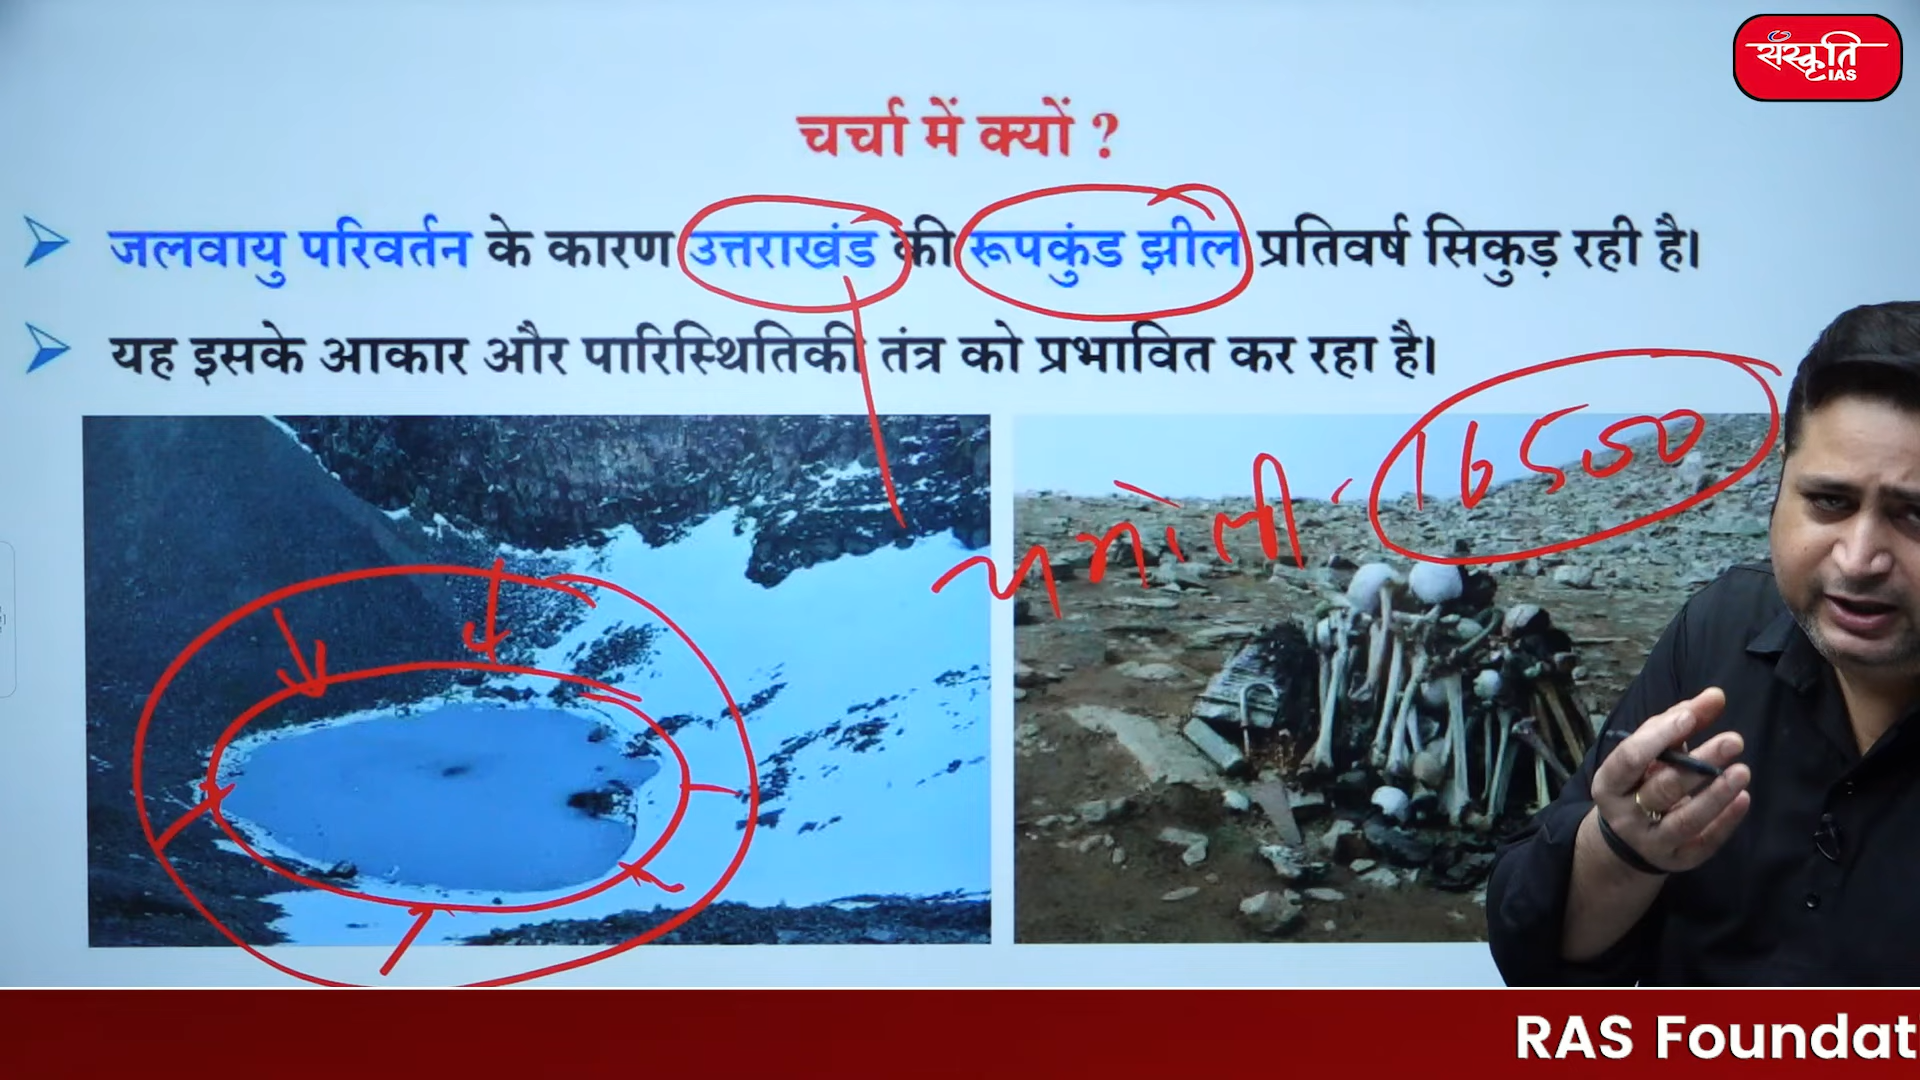 संस्कृति
IAS
चर्चा में क्यों ?
जलवायु परिवर्तन के कारण उत्तराखंड की रूपकुंड झील प्रतिवर्ष सिकुड़ रही है।
यह इसके आकार और पारिस्थितिकी तंत्र को प्रभावित कर रहा है।
चमोली 16500
RAS Foundat